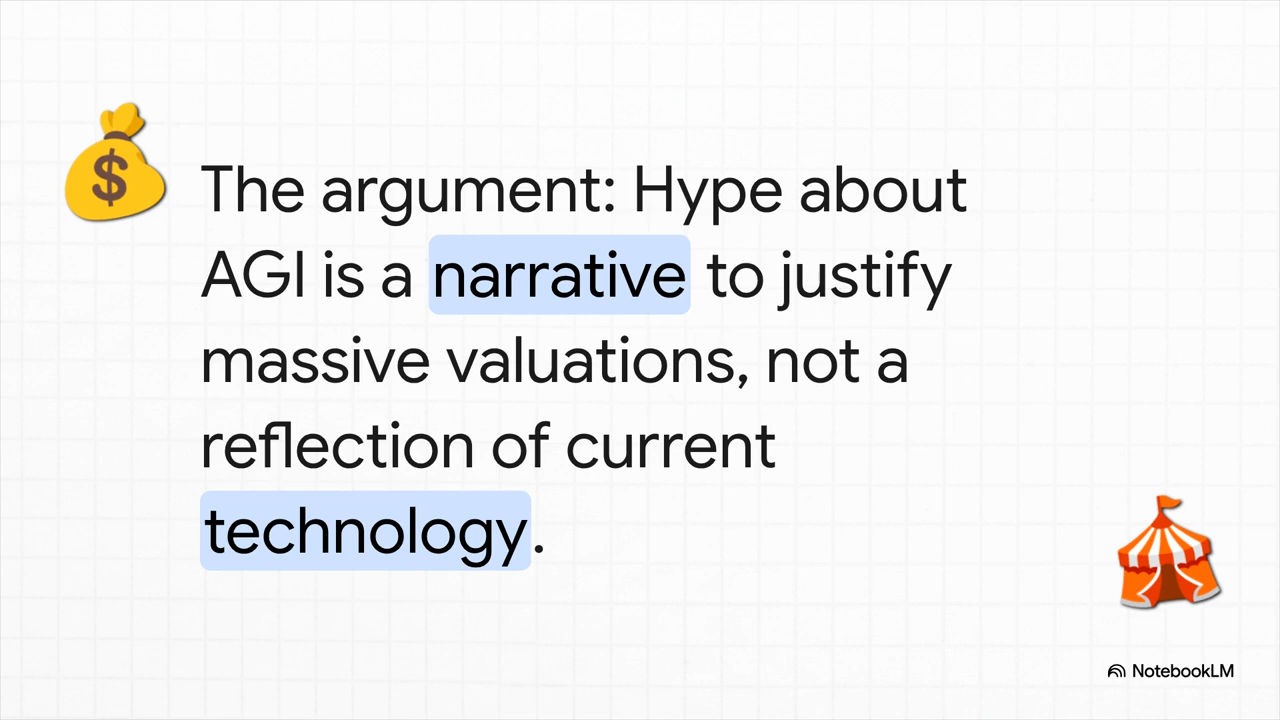 The argument: Hype about
AGI is a narrative to justify
massive valuations, not a
reflection of current
technology.
$
NotebookLM